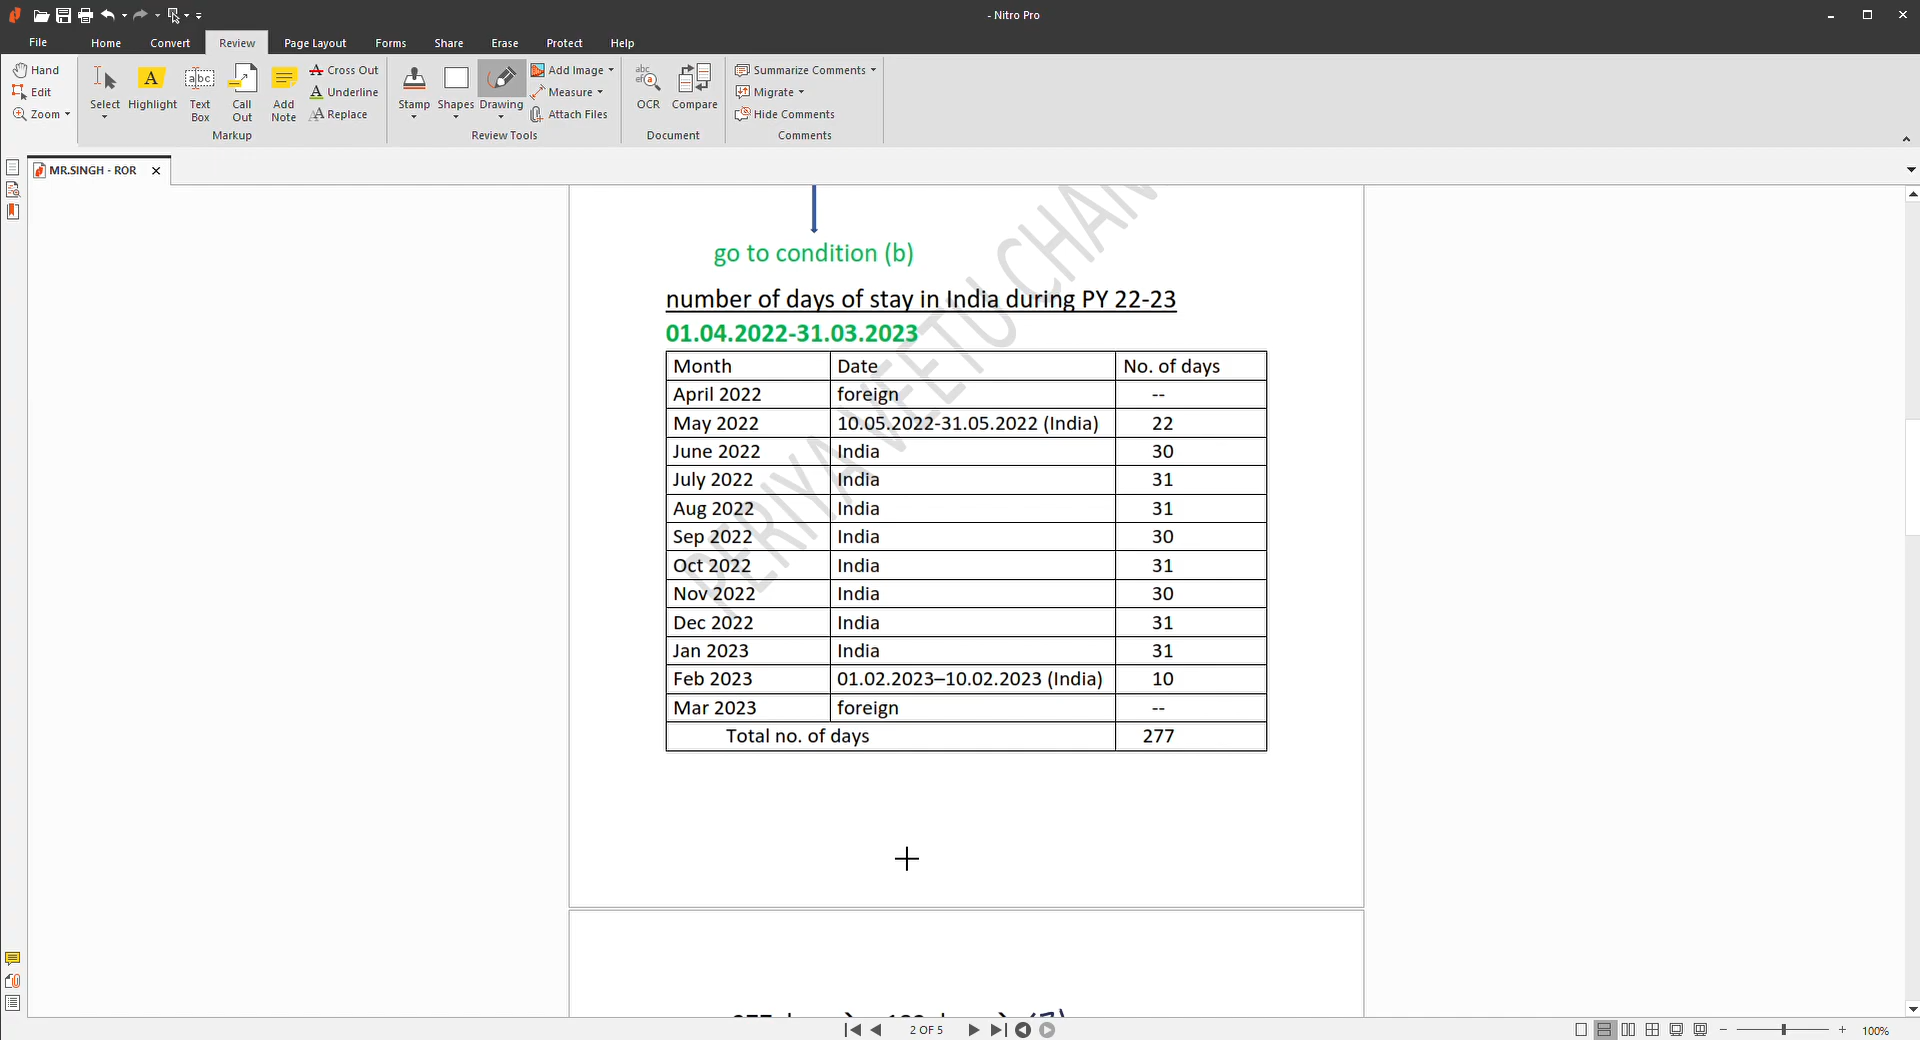 - Nitro Pro
File Home Convert Review Page Layout Forms Share Erase Protect Help
Hand
Edit
Zoom
Select
Highlight
Text Box
Call Out
Add Note
Cross Out
Underline
Replace
Markup
Stamp
Shapes
Drawing
Add Image
Measure
Attach Files
Review Tools
OCR
Compare
Document
Summarize Comments
Migrate
Hide Comments
Comments
MR.SINGH - ROR
go to condition (b)
number of days of stay in India during PY 22-23
01.04.2022-31.03.2023
Month Date No. of days
April 2022 foreign --
May 2022 10.05.2022-31.05.2022 (India) 22
June 2022 India 30
July 2022 India 31
Aug 2022 India 31
Sep 2022 India 30
Oct 2022 India 31
Nov 2022 India 30
Dec 2022 India 31
Jan 2023 India 31
Feb 2023 01.02.2023–10.02.2023 (India) 10
Mar 2023 foreign --
Total no. of days 277
PERIYA VEETU
2 OF 5
100%